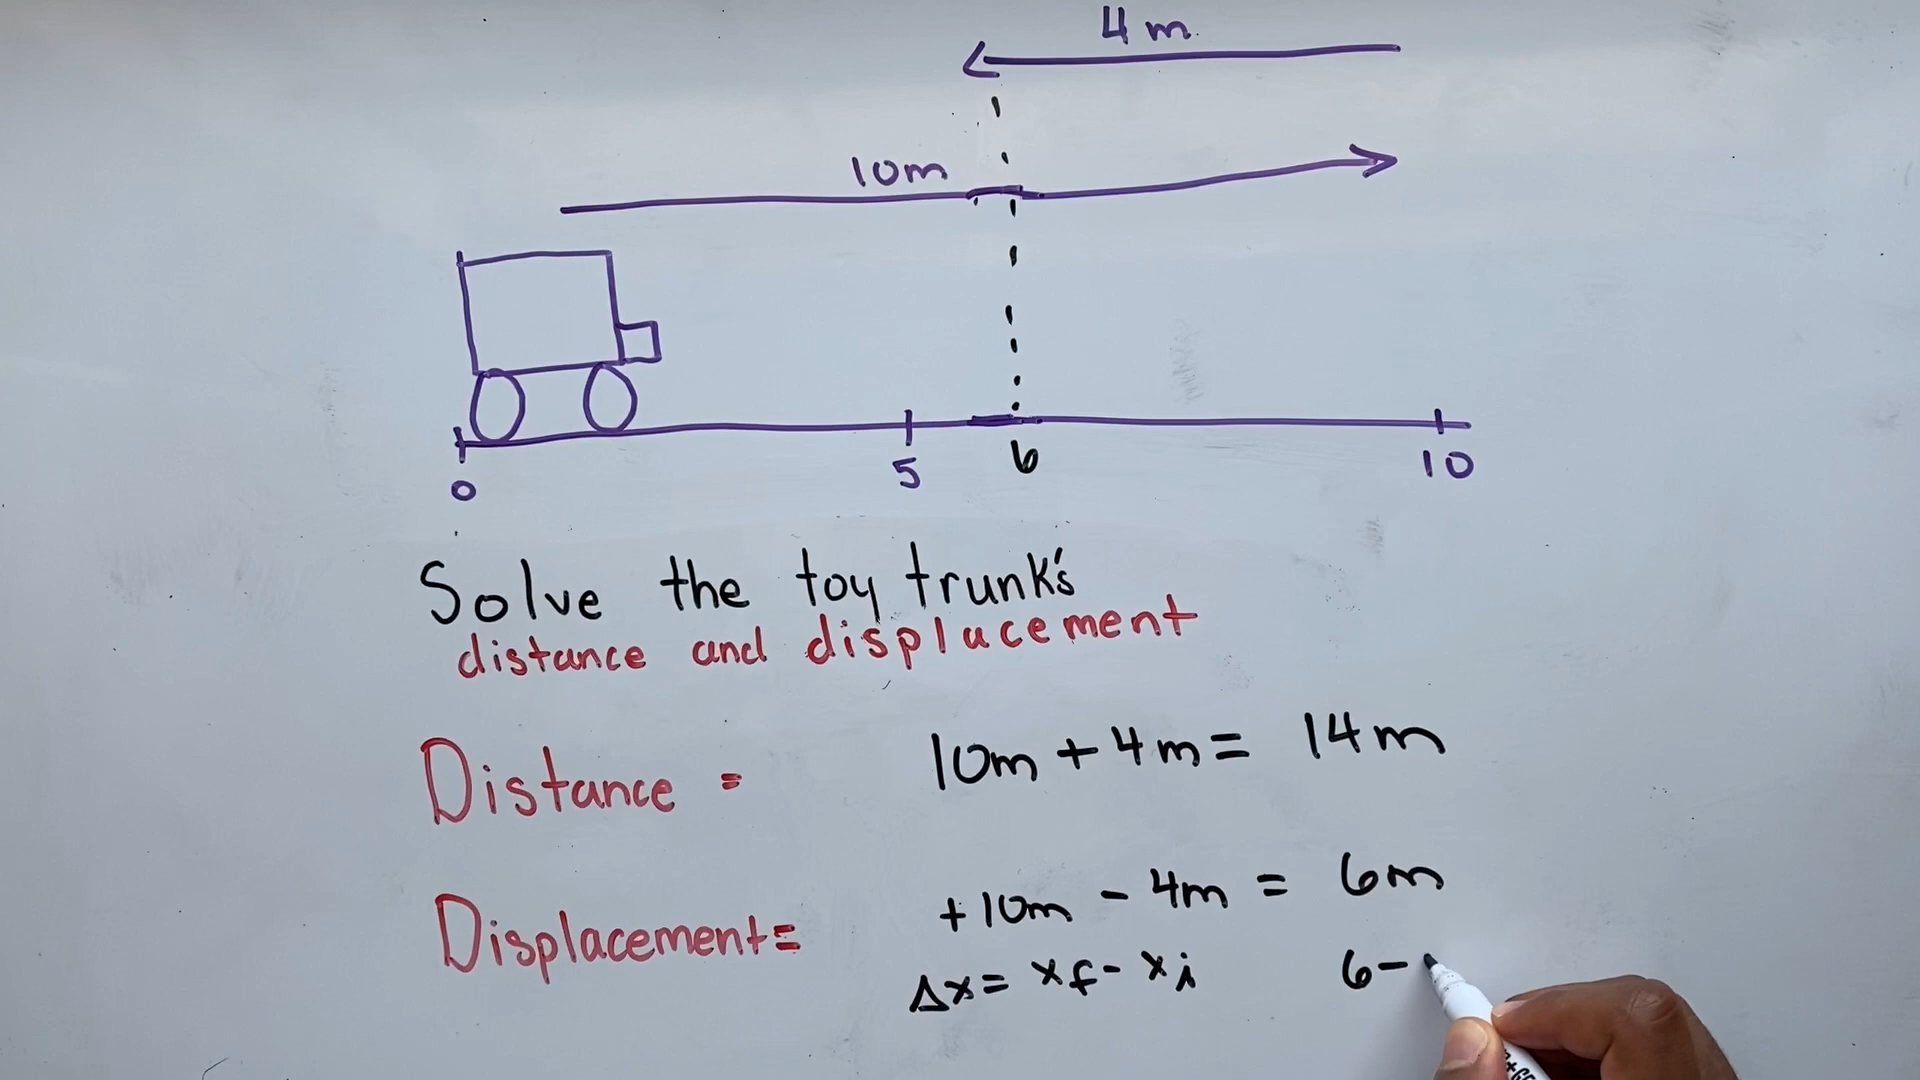 4 m
10m
0 5 6 10
Solve the toy trunk's
distance and displacement
Distance = 10m + 4m = 14m
Displacement= +10m - 4m = 6m
Δx = xf - xi 6 -